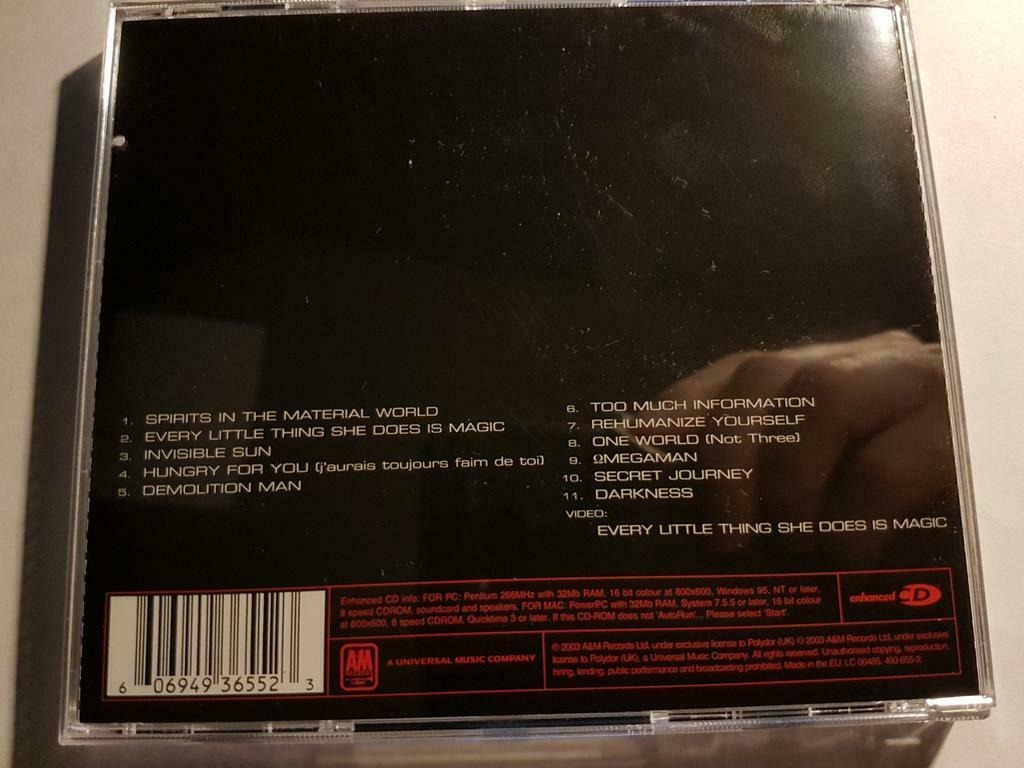 1. SPIRITS IN THE MATERIAL WORLD
2. EVERY LITTLE THING SHE DOES IS MAGIC
3. INVISIBLE SUN
4. HUNGRY FOR YOU (j'aurais toujours faim de toi)
5. DEMOLITION MAN
6. TOO MUCH INFORMATION
7. REHUMANIZE YOURSELF
8. ONE WORLD (Not Three)
9. ΩMEGAMAN
10. SECRET JOURNEY
11. DARKNESS
VIDEO:
EVERY LITTLE THING SHE DOES IS MAGIC
6 06949 36552 3
Enhanced CD info: FOR PC: Pentium 266MHz with 32Mb RAM, 16 bit colour at 800x600, Windows 95, NT or later,
8 speed CDROM, soundcard and speakers. FOR MAC: PowerPC with 32Mb RAM, System 7.5.5 or later, 16 bit colour
at 800x600, 8 speed CDROM, Quicktime 3 or later. If this CD-ROM does not 'AutoRun'... Please select 'Start'.
enhanced CD
AM
RECORDS
A UNIVERSAL MUSIC COMPANY
℗ 2003 A&M Records Ltd, under exclusive license to Polydor (UK) © 2003 A&M Records Ltd, under exclusive
license to Polydor (UK), a Universal Music Company. All rights reserved. Unauthorised copying, reproduction,
hiring, lending, public performance and broadcasting prohibited. Made in the EU. LC 00485. 493 655-2.